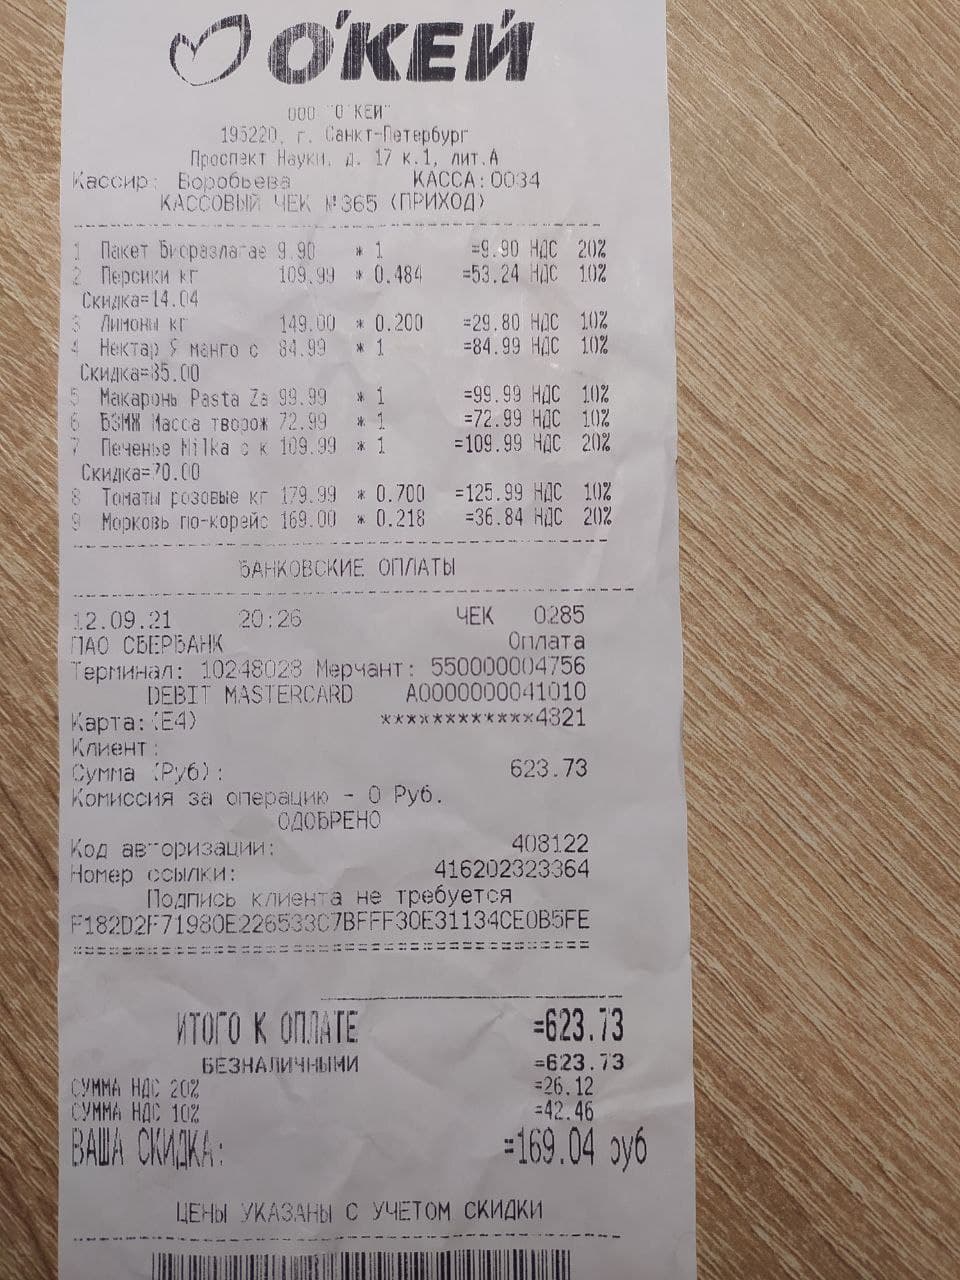 О'КЕЙ
ООО "О'КЕЙ"
195220, г. Санкт-Петербург
Проспект Науки, д. 17 к.1, лит.А
Кассир: Воробьева КАССА:0034
КАССОВЫЙ ЧЕК №365 (ПРИХОД)
1 Пакет Биоразлагае 9.90 * 1 =9.90 НДС 20%
2 Персики кг 109.99 * 0.484 =53.24 НДС 10%
Скидка=14.04
3 Лимоны кг 149.00 * 0.200 =29.80 НДС 10%
4 Нектар Я манго с 84.99 * 1 =84.99 НДС 10%
Скидка=85.00
5 Макароны Pasta Za 99.99 * 1 =99.99 НДС 10%
6 БЗМЖ Масса творож 72.99 * 1 =72.99 НДС 10%
7 Печенье Milka с к 109.99 * 1 =109.99 НДС 20%
Скидка=70.00
8 Томаты розовые кг 179.99 * 0.700 =125.99 НДС 10%
9 Морковь по-корейс 169.00 * 0.218 =36.84 НДС 20%
БАНКОВСКИЕ ОПЛАТЫ
12.09.21 20:26 ЧЕК 0285
ПАО СБЕРБАНК Оплата
Терминал: 10248028 Мерчант: 550000004756
DEBIT MASTERCARD A0000000041010
Карта:(E4) ************4321
Клиент:
Сумма (Руб): 623.73
Комиссия за операцию - 0 Руб.
ОДОБРЕНО
Код авторизации: 408122
Номер ссылки: 416202323364
Подпись клиента не требуется
F182D2F71980E226533C7BFFF30E31134CE0B5FE
ИТОГО К ОПЛАТЕ =623.73
БЕЗНАЛИЧНЫМИ =623.73
СУММА НДС 20% =26.12
СУММА НДС 10% =42.46
ВАША СКИДКА: =169.04 руб
ЦЕНЫ УКАЗАНЫ С УЧЕТОМ СКИДКИ